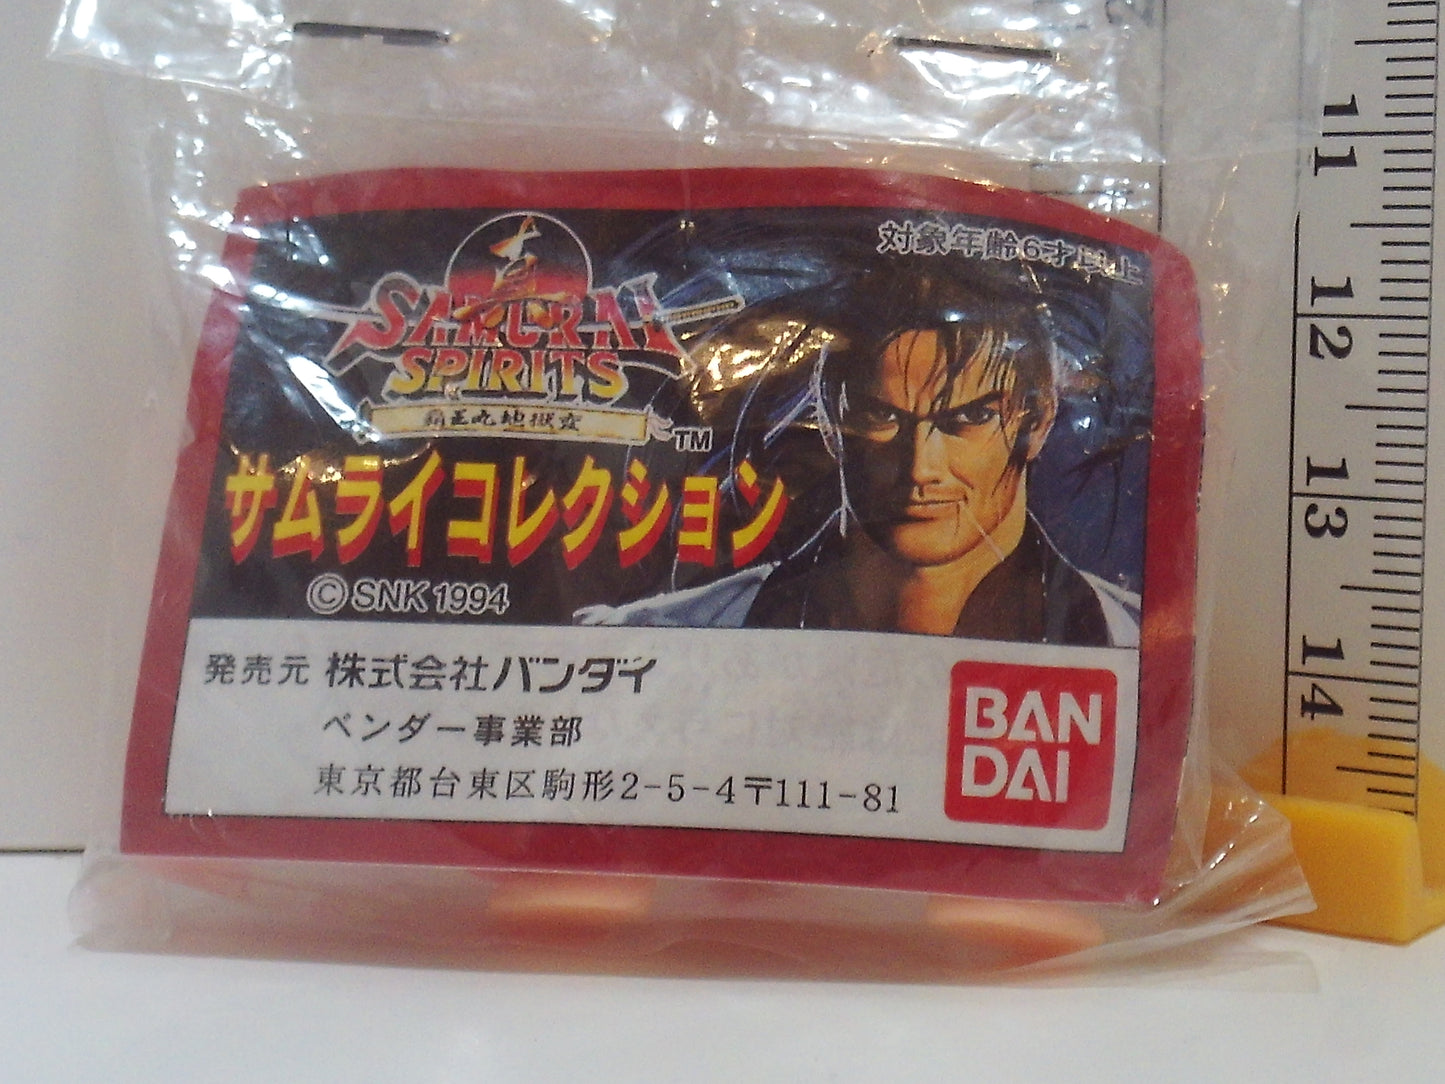 対象年齢6才以上
真
SAMURAI
SPIRITS
覇王丸地獄変
TM
サムライコレクション
© SNK 1994
発売元 株式会社バンダイ
ベンダー事業部
東京都台東区駒形2-5-4〒111-81
BAN
DAI
11
12
13
14